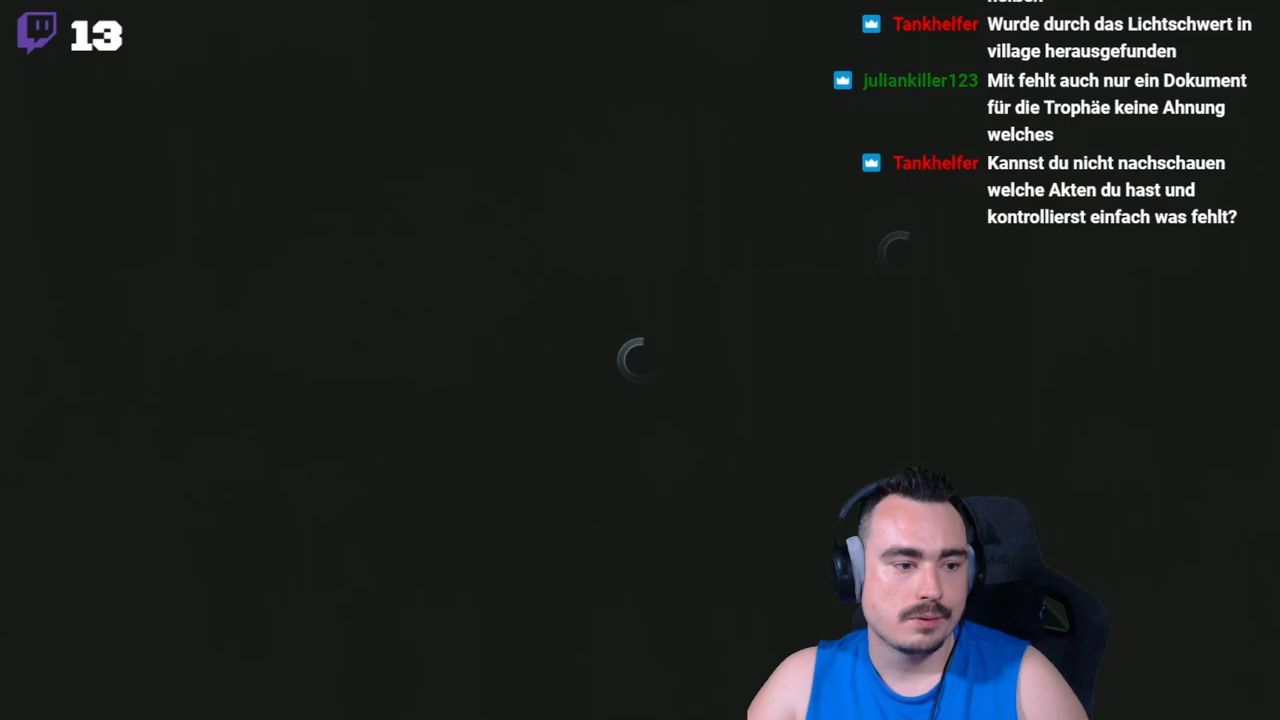 13
Tankhelfer Wurde durch das Lichtschwert in
village herausgefunden
juliankiller123 Mit fehlt auch nur ein Dokument
für die Trophäe keine Ahnung
welches
Tankhelfer Kannst du nicht nachschauen
welche Akten du hast und
kontrollierst einfach was fehlt?